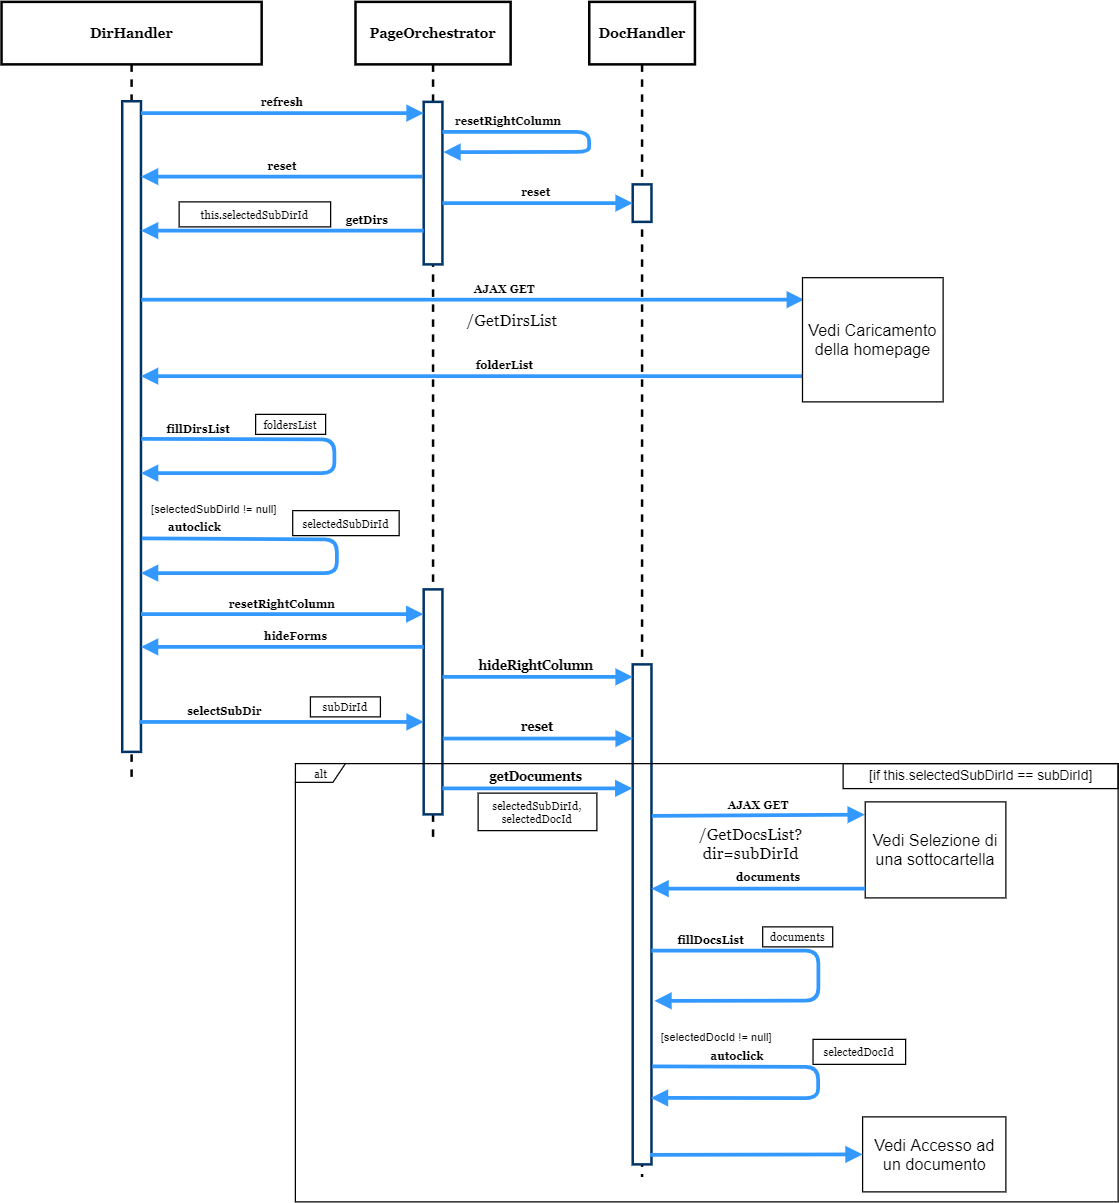 DirHandler
PageOrchestrator
DocHandler
refresh
resetRightColumn
reset
reset
this.selectedSubDirId
getDirs
AJAX GET
/GetDirsList
Vedi Caricamento
della homepage
folderList
fillDirsList
foldersList
[selectedSubDirId != null]
autoclick
selectedSubDirId
resetRightColumn
hideForms
hideRightColumn
selectSubDir
subDirId
reset
alt
[if this.selectedSubDirId == subDirId]
getDocuments
selectedSubDirId,
selectedDocId
AJAX GET
/GetDocsList?
dir=subDirId
Vedi Selezione di
una sottocartella
documents
fillDocsList
documents
[selectedDocId != null]
autoclick
selectedDocId
Vedi Accesso ad
un documento